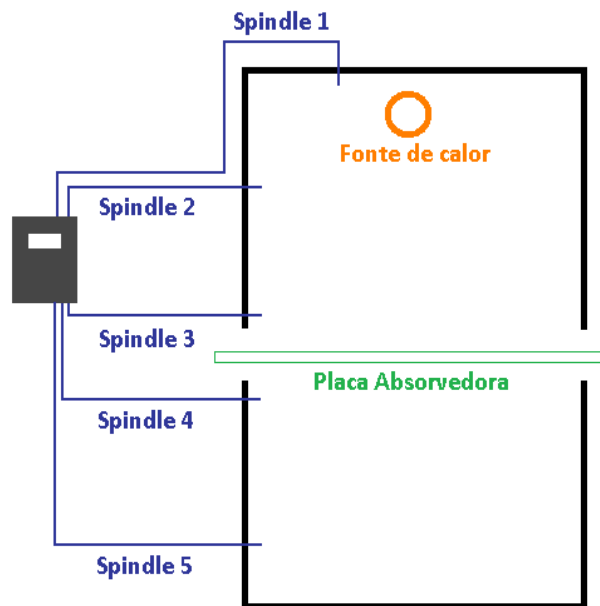 Spindle 1
Fonte de calor
Spindle 2
Spindle 3
Placa Absorvedora
Spindle 4
Spindle 5